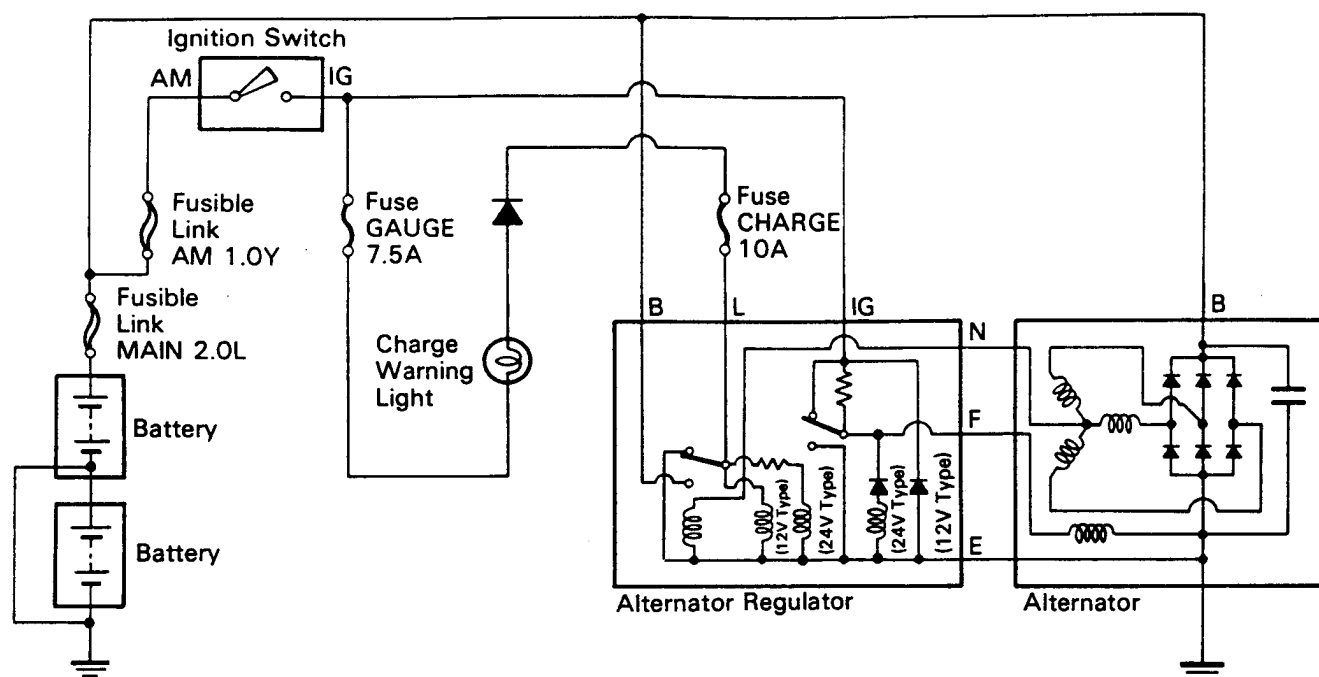 Ignition Switch
AM
IG
Fusible
Link
AM 1.0Y
Fuse
GAUGE
7.5A
Fuse
CHARGE
10A
Fusible
Link
MAIN 2.0L
Charge
Warning
Light
B
L
IG
N
B
F
E
Battery
Battery
(12V Type)
(24V Type)
(24V Type)
(12V Type)
Alternator Regulator
Alternator